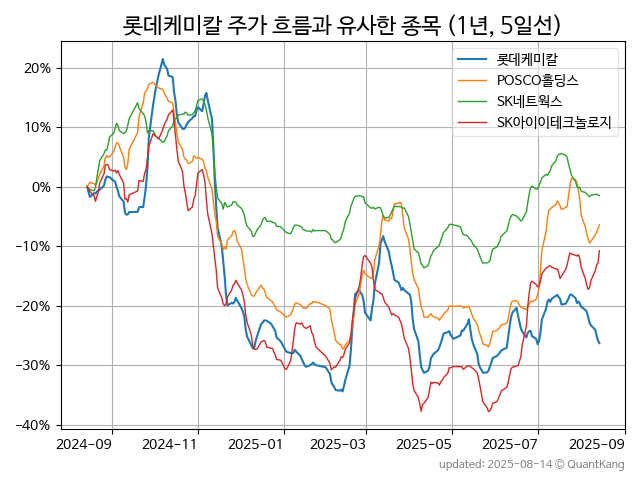 롯데케미칼 주가 흐름과 유사한 종목 (1년, 5일선)
롯데케미칼
POSCO홀딩스
SK네트웍스
SK아이이테크놀로지
20%
10%
0%
−10%
−20%
−30%
−40%
2024-09 2024-11 2025-01 2025-03 2025-05 2025-07 2025-09
updated: 2025-08-14 © QuantKang